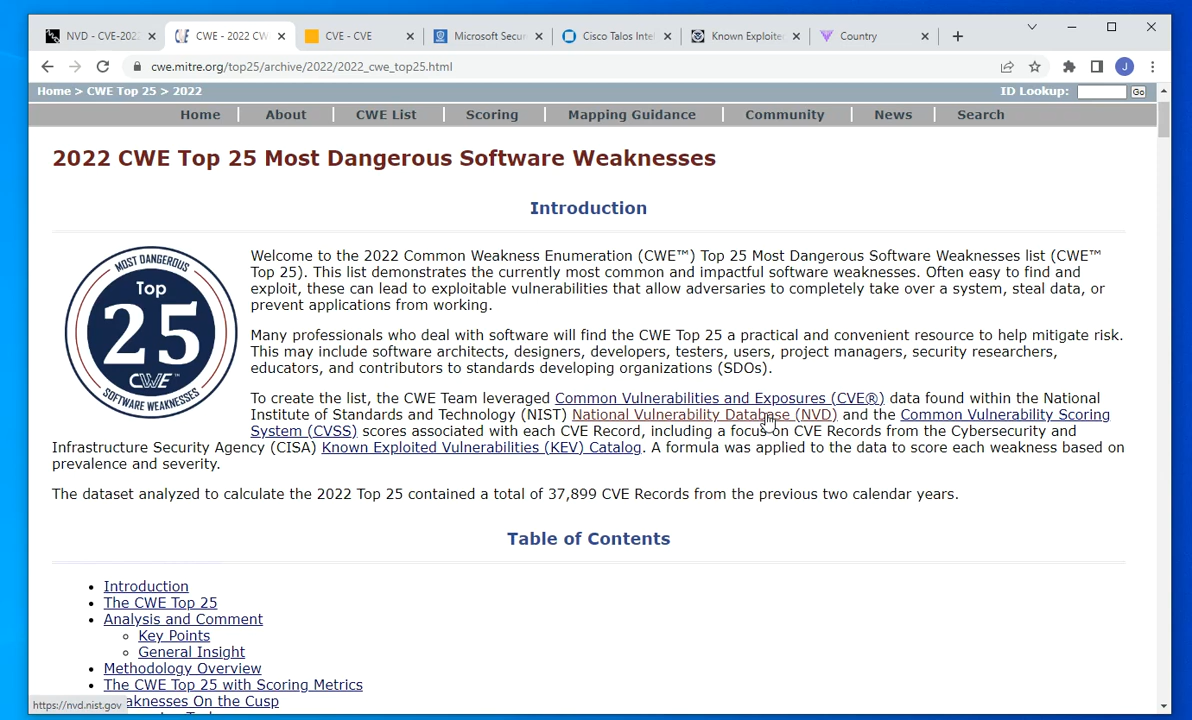 NVD - CVE-202
CWE - 2022 CW
CVE - CVE
Microsoft Secu
Cisco Talos Inte
Known Exploite
Country
cwe.mitre.org/top25/archive/2022/2022_cwe_top25.html
J
Home > CWE Top 25 > 2022
ID Lookup:
Go
Home
About
CWE List
Scoring
Mapping Guidance
Community
News
Search
2022 CWE Top 25 Most Dangerous Software Weaknesses
Introduction
MOST DANGEROUS
Top
25
CWE™
SOFTWARE WEAKNESSES
Welcome to the 2022 Common Weakness Enumeration (CWE™) Top 25 Most Dangerous Software Weaknesses list (CWE™
Top 25). This list demonstrates the currently most common and impactful software weaknesses. Often easy to find and
exploit, these can lead to exploitable vulnerabilities that allow adversaries to completely take over a system, steal data, or
prevent applications from working.
Many professionals who deal with software will find the CWE Top 25 a practical and convenient resource to help mitigate risk.
This may include software architects, designers, developers, testers, users, project managers, security researchers,
educators, and contributors to standards developing organizations (SDOs).
To create the list, the CWE Team leveraged Common Vulnerabilities and Exposures (CVE®) data found within the National
Institute of Standards and Technology (NIST) National Vulnerability Database (NVD) and the Common Vulnerability Scoring
System (CVSS) scores associated with each CVE Record, including a focus on CVE Records from the Cybersecurity and
Infrastructure Security Agency (CISA) Known Exploited Vulnerabilities (KEV) Catalog. A formula was applied to the data to score each weakness based on
prevalence and severity.
The dataset analyzed to calculate the 2022 Top 25 contained a total of 37,899 CVE Records from the previous two calendar years.
Table of Contents
• Introduction
• The CWE Top 25
• Analysis and Comment
◦ Key Points
◦ General Insight
• Methodology Overview
• The CWE Top 25 with Scoring Metrics
aknesses On the Cusp
https://nvd.nist.gov